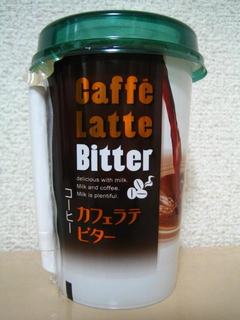 Caffé
Latte
Bitter
delicious with milk.
Milk and coffee.
Milk is plentiful.
コーヒー
カフェラテ
ビター